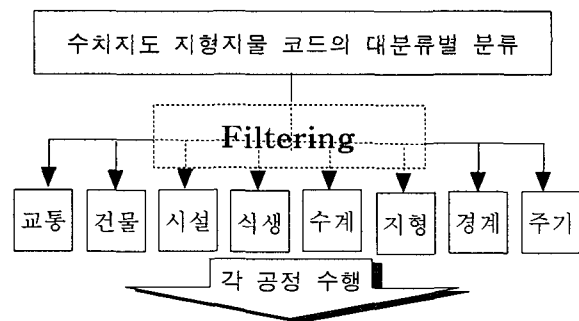 수치지도 지형지물 코드의 대분류별 분류
Filtering
교통 건물 시설 식생 수계 지형 경계 주기
각 공정 수행